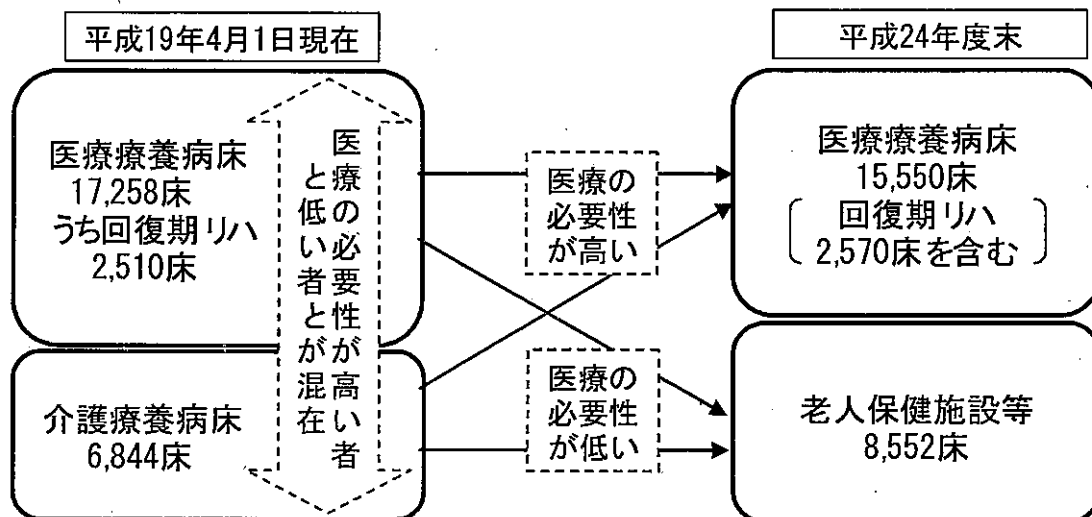 平成19年4月1日現在
平成24年度末
医療療養病床
17,258床
うち回復期リハ
2,510床
介護療養病床
6,844床
医療の必要性が高い者
と低い者とが混在
医療の
必要性
が高い
医療の
必要性
が低い
医療療養病床
15,550床
回復期リハ
2,570床を含む
老人保健施設等
8,552床